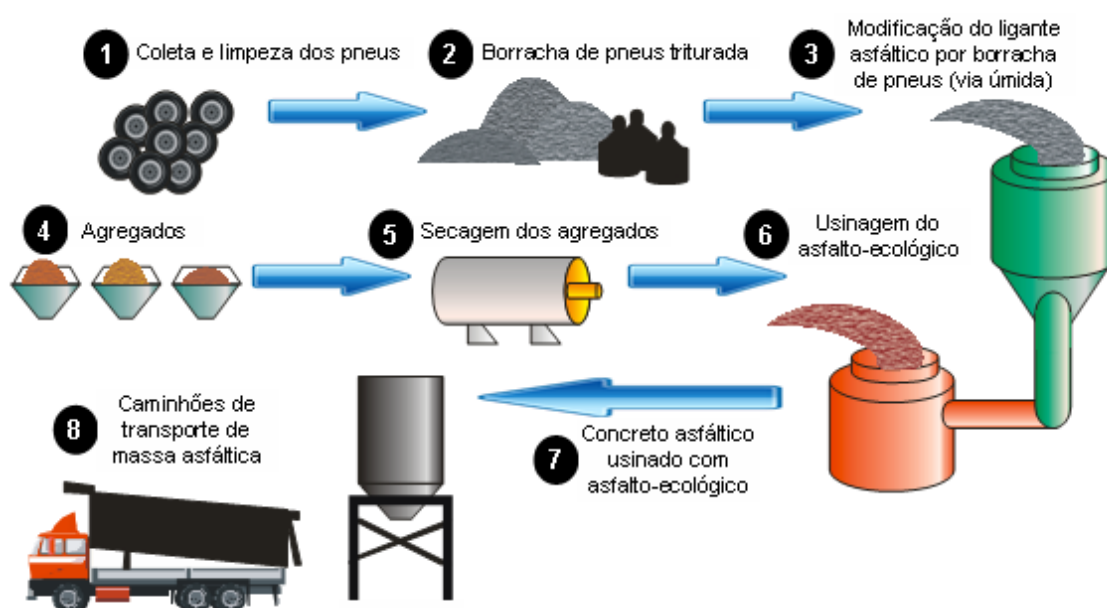 1 Coleta e limpeza dos pneus
2 Borracha de pneus triturada
3 Modificação do ligante
asfáltico por borracha
de pneus (via úmida)
4 Agregados
5 Secagem dos agregados
6 Usinagem do
asfalto-ecológico
7 Concreto asfáltico
usinado com
asfalto-ecológico
8 Caminhões de
transporte de
massa asfáltica